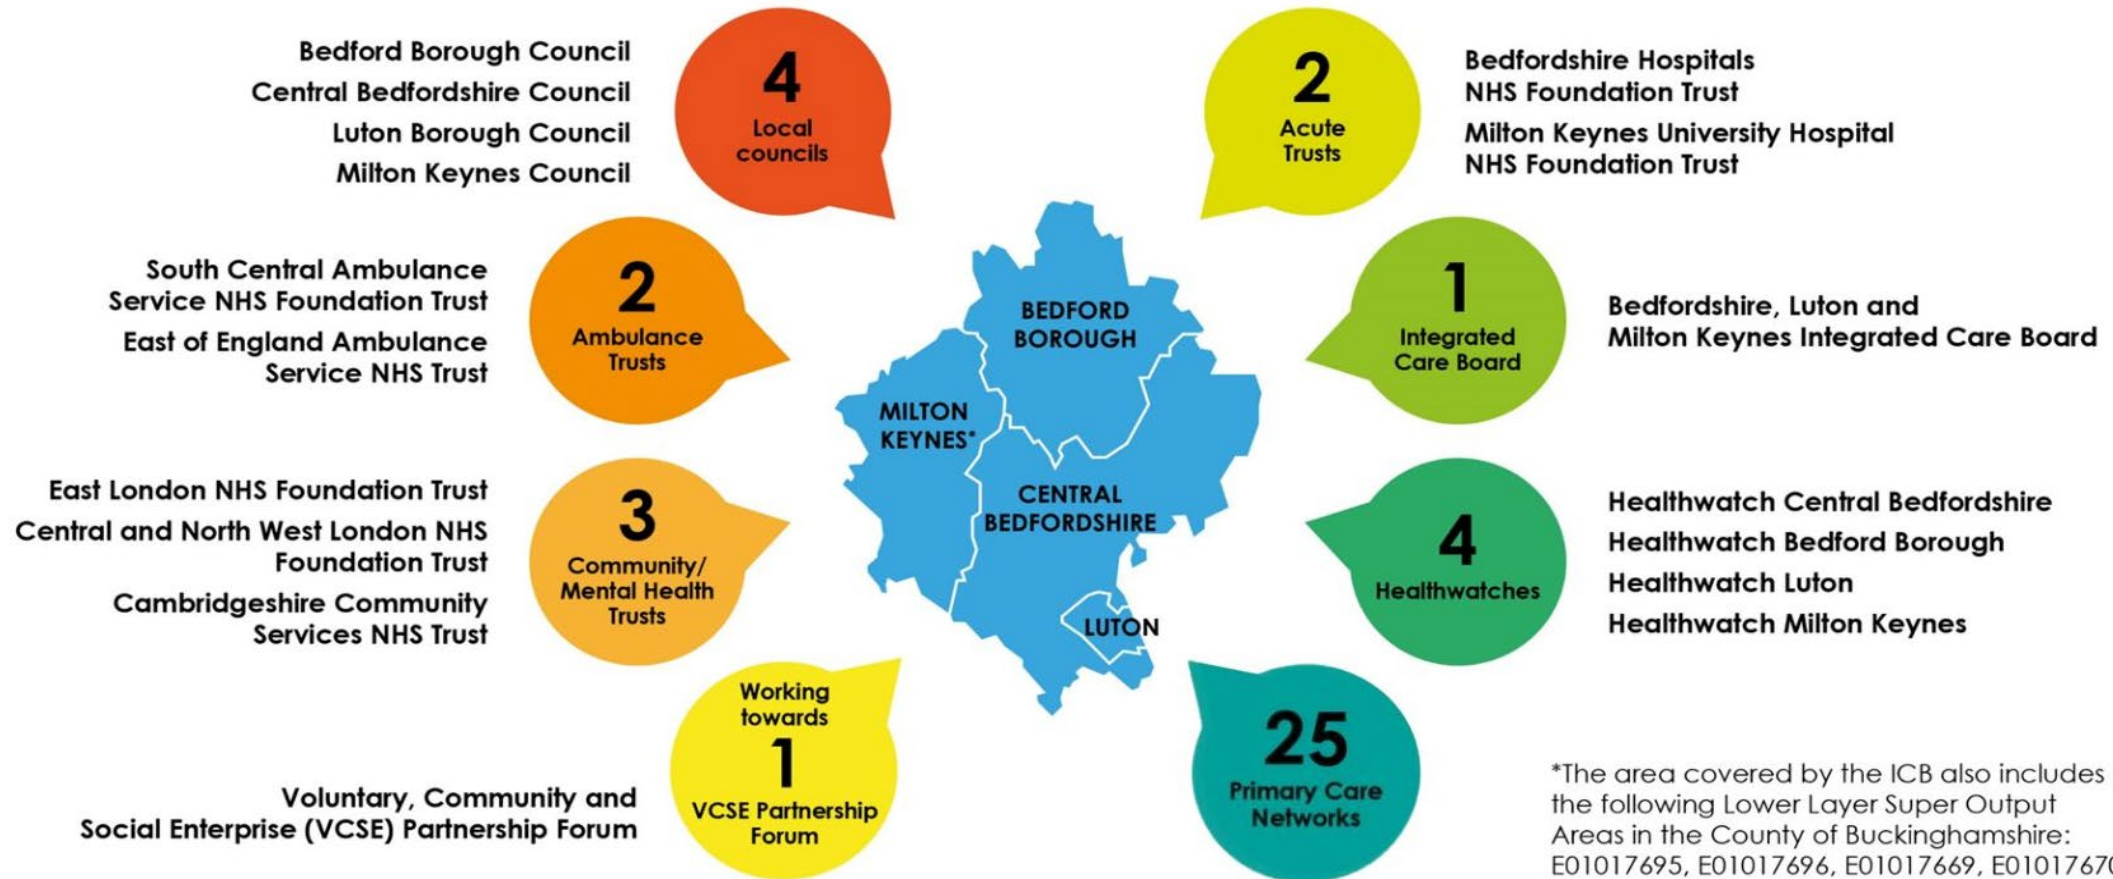 Bedford Borough Council
Central Bedfordshire Council
Luton Borough Council
Milton Keynes Council
4
Local
councils
2
Acute
Trusts
Bedfordshire Hospitals
NHS Foundation Trust
Milton Keynes University Hospital
NHS Foundation Trust
South Central Ambulance
Service NHS Foundation Trust
East of England Ambulance
Service NHS Trust
2
Ambulance
Trusts
1
Integrated
Care Board
Bedfordshire, Luton and
Milton Keynes Integrated Care Board
BEDFORD
BOROUGH
MILTON
KEYNES*
CENTRAL
BEDFORDSHIRE
LUTON
East London NHS Foundation Trust
Central and North West London NHS
Foundation Trust
Cambridgeshire Community
Services NHS Trust
3
Community/
Mental Health
Trusts
4
Healthwatches
Healthwatch Central Bedfordshire
Healthwatch Bedford Borough
Healthwatch Luton
Healthwatch Milton Keynes
Voluntary, Community and
Social Enterprise (VCSE) Partnership Forum
Working
towards
1
VCSE Partnership
Forum
25
Primary Care
Networks
*The area covered by the ICB also includes
the following Lower Layer Super Output
Areas in the County of Buckinghamshire:
E01017695, E01017696, E01017669, E01017670